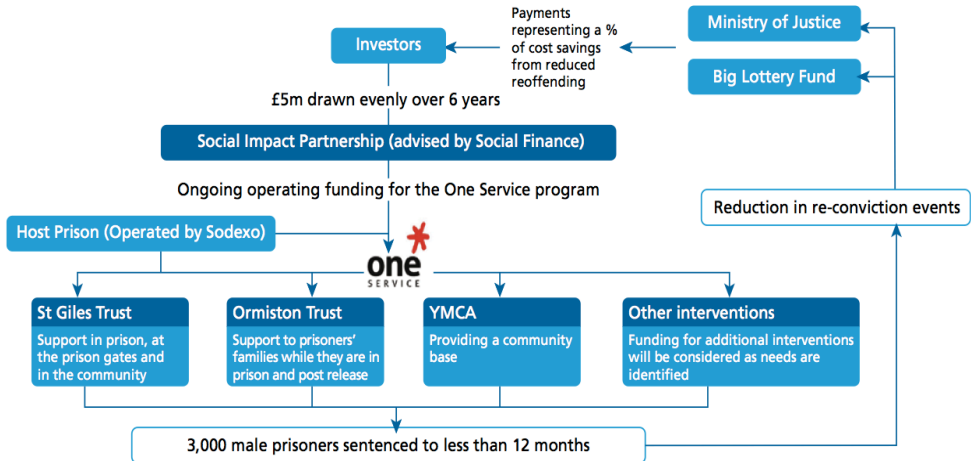 Investors
Payments
representing a %
of cost savings
from reduced
reoffending
Ministry of Justice
Big Lottery Fund
£5m drawn evenly over 6 years
Social Impact Partnership (advised by Social Finance)
Ongoing operating funding for the One Service program
Reduction in re-conviction events
Host Prison (Operated by Sodexo)
one
SERVICE
St Giles Trust
Support in prison, at
the prison gates and
in the community
Ormiston Trust
Support to prisoners’
families while they are in
prison and post release
YMCA
Providing a community
base
Other interventions
Funding for additional interventions
will be considered as needs are
identified
3,000 male prisoners sentenced to less than 12 months